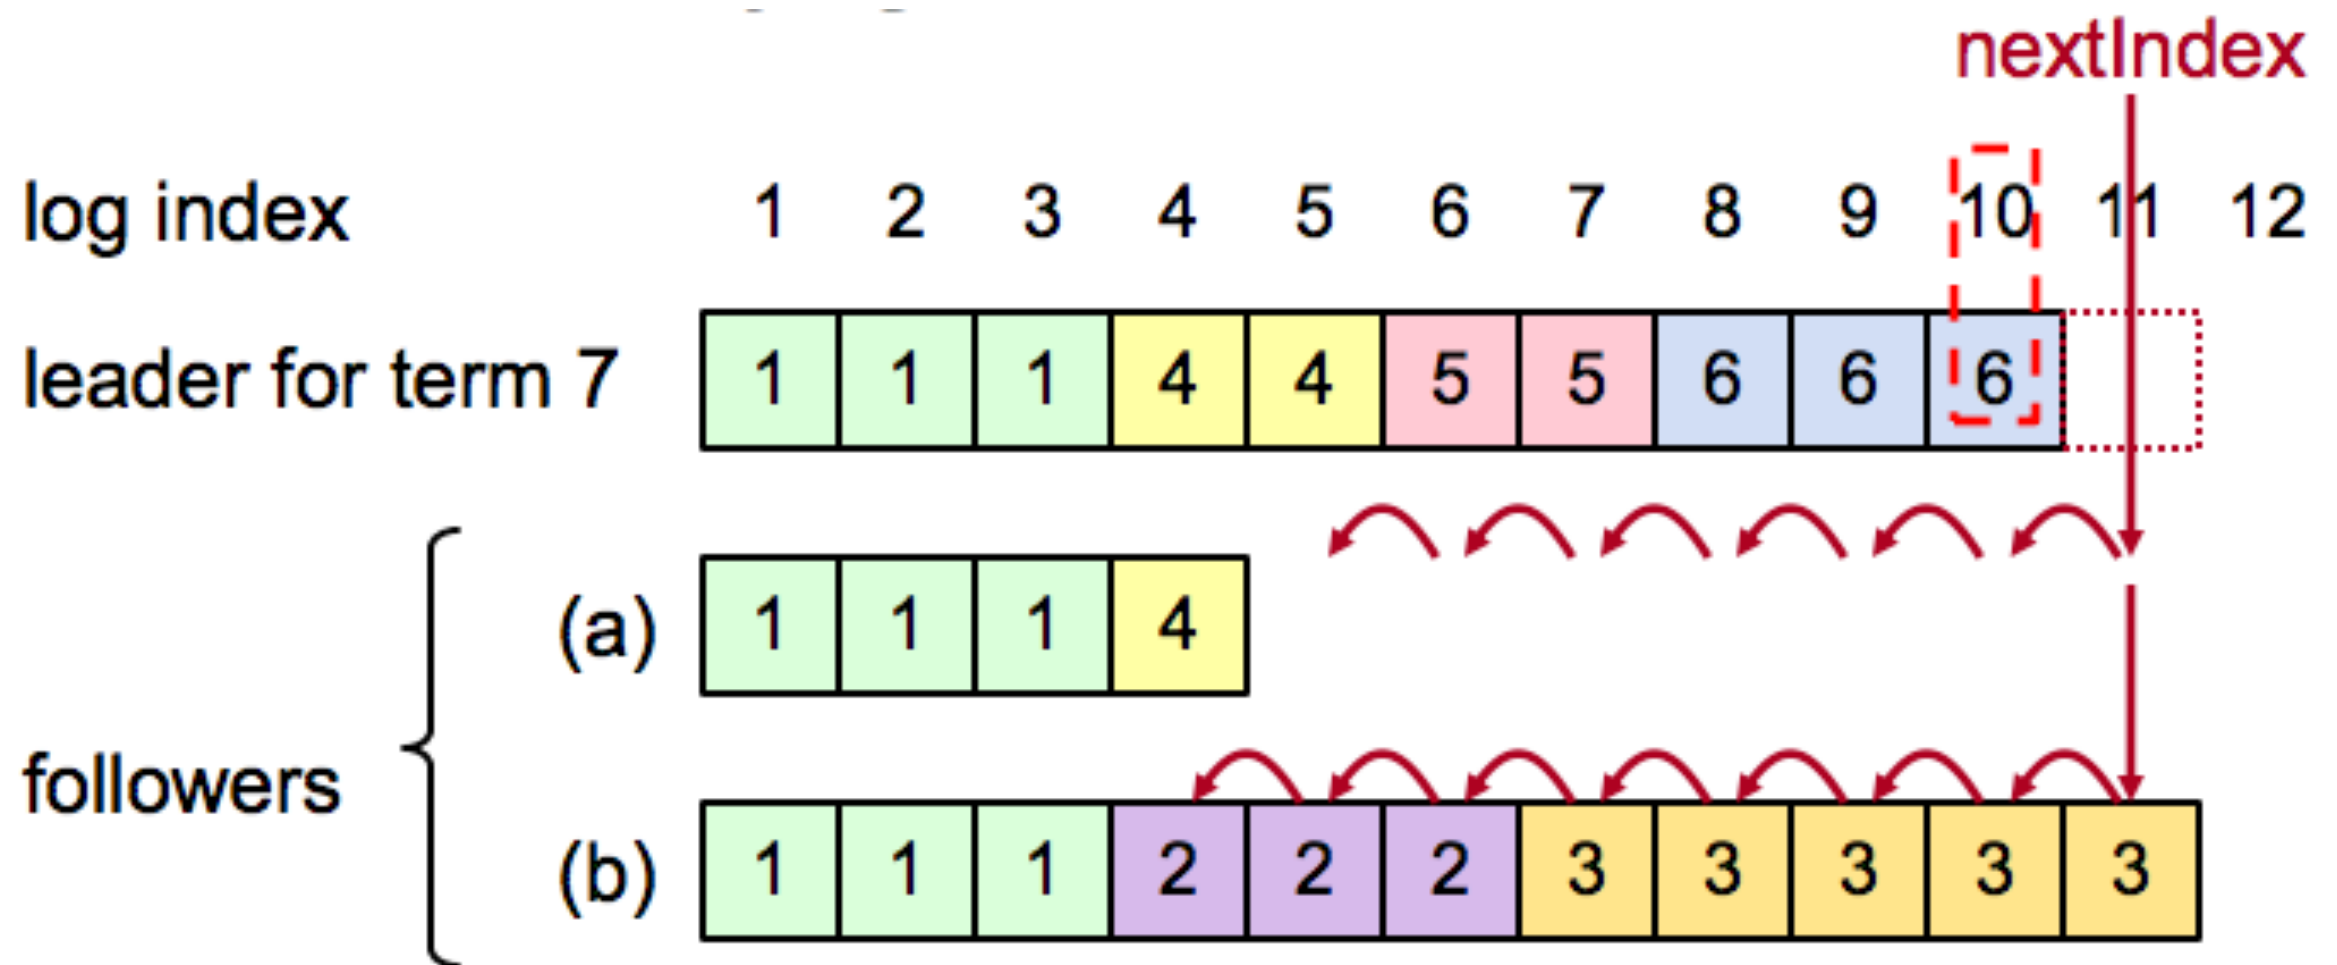 nextIndex
log index 1 2 3 4 5 6 7 8 9 10 11 12
leader for term 7 1 1 1 4 4 5 5 6 6 6
(a) 1 1 1 4
followers
(b) 1 1 1 2 2 2 3 3 3 3 3